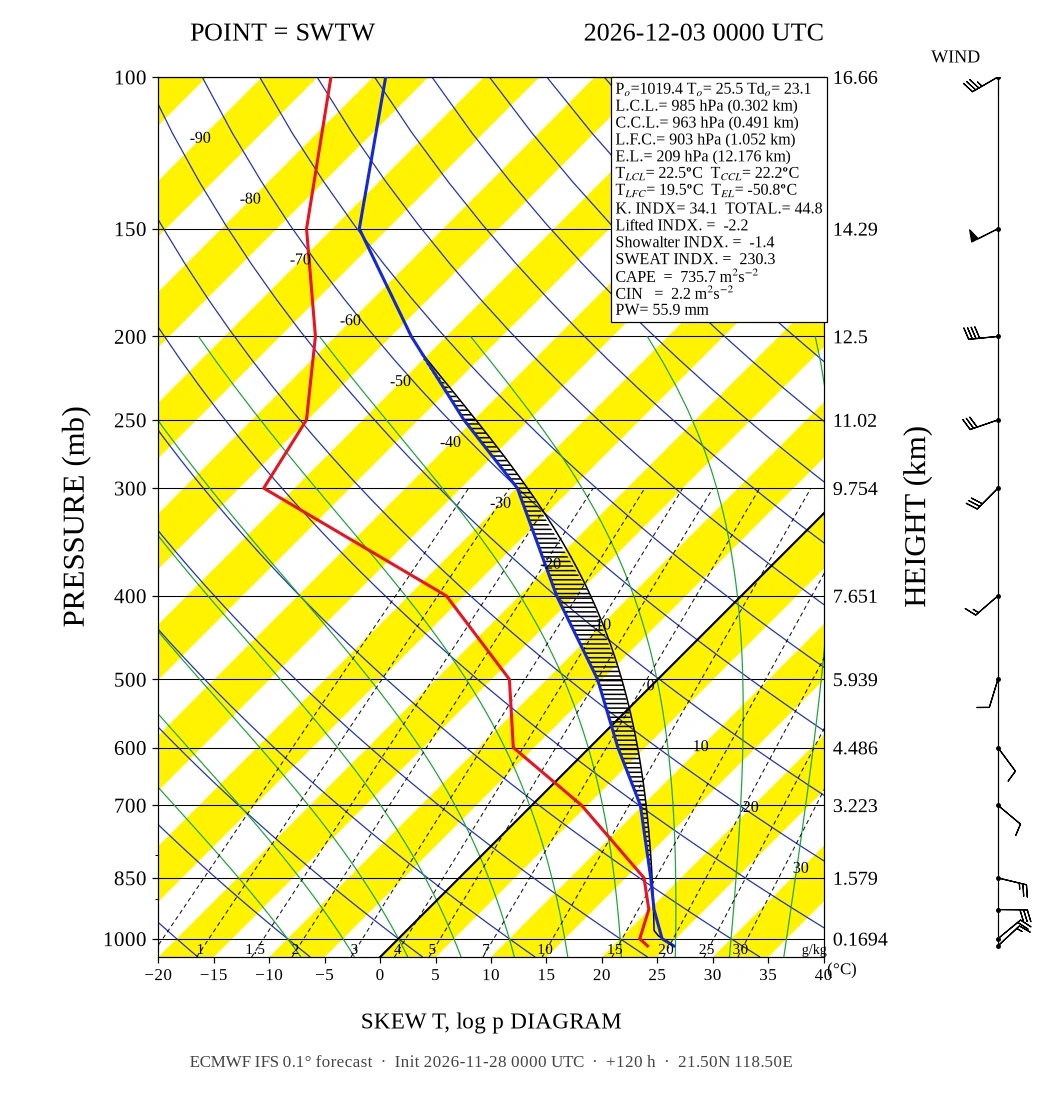 POINT = SWTW
2026-12-03 0000 UTC
WIND
Pₒ=1019.4 Tₒ= 25.5 Tdₒ= 23.1
L.C.L.= 985 hPa (0.302 km)
C.C.L.= 963 hPa (0.491 km)
L.F.C.= 903 hPa (1.052 km)
E.L.= 209 hPa (12.176 km)
T_LCL= 22.5°C T_CCL= 22.2°C
T_LFC= 19.5°C T_EL= -50.8°C
K. INDX= 34.1 TOTAL.= 44.8
Lifted INDX. = -2.2
Showalter INDX. = -1.4
SWEAT INDX. = 230.3
CAPE = 735.7 m²s⁻²
CIN = 2.2 m²s⁻²
PW= 55.9 mm
100
150
200
250
300
400
500
600
700
850
1000
PRESSURE (mb)
-90
-80
-70
-60
-50
-40
-30
-20
-10
0
10
20
30
16.66
14.29
12.5
11.02
9.754
7.651
5.939
4.486
3.223
1.579
0.1694
HEIGHT (km)
1 1.5 2 3 4 5 7 10 15 20 25 30 g/kg
−20 −15 −10 −5 0 5 10 15 20 25 30 35 40 (°C)
SKEW T, log p DIAGRAM
ECMWF IFS 0.1° forecast · Init 2026-11-28 0000 UTC · +120 h · 21.50N 118.50E